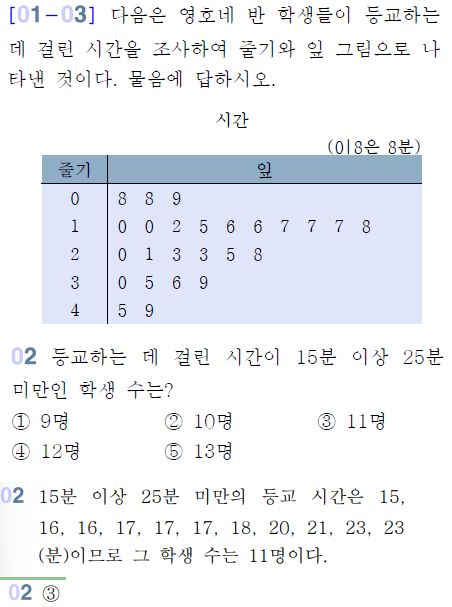 [01-03] 다음은 영호네 반 학생들이 등교하는
데 걸린 시간을 조사하여 줄기와 잎 그림으로 나
타낸 것이다. 물음에 답하시오.
시간
(0|8은 8분)
줄기 잎
0 8 8 9
1 0 0 2 5 6 6 7 7 7 8
2 0 1 3 3 5 8
3 0 5 6 9
4 5 9
02 등교하는 데 걸린 시간이 15분 이상 25분
미만인 학생 수는?
① 9명 ② 10명 ③ 11명
④ 12명 ⑤ 13명
02 15분 이상 25분 미만의 등교 시간은 15,
16, 16, 17, 17, 17, 18, 20, 21, 23, 23
(분)이므로 그 학생 수는 11명이다.
02 ③